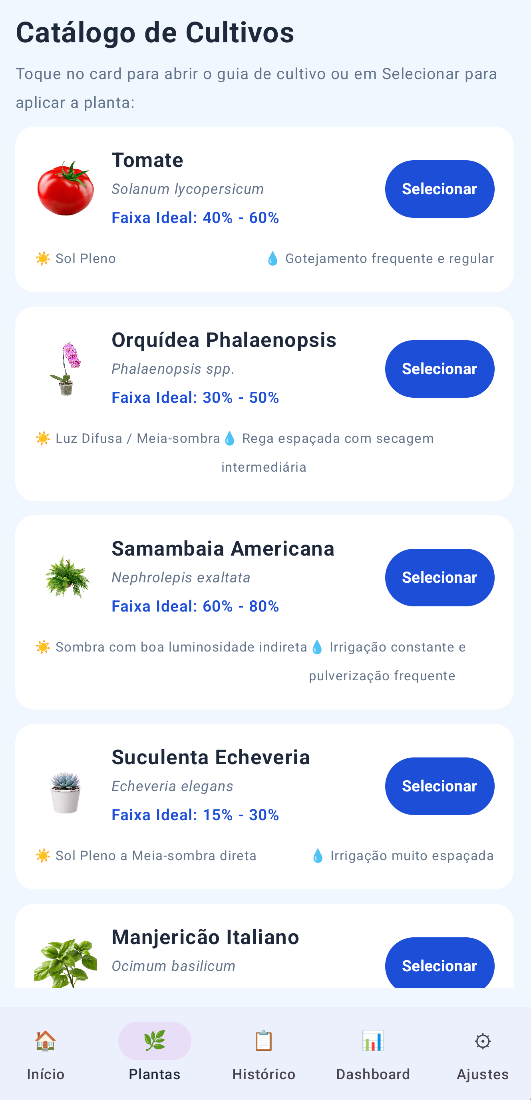 Catálogo de Cultivos
Toque no card para abrir o guia de cultivo ou em Selecionar para
aplicar a planta:
Tomate
Solanum lycopersicum
Faixa Ideal: 40% - 60%
Selecionar
☀️ Sol Pleno
💧 Gotejamento frequente e regular
Orquídea Phalaenopsis
Phalaenopsis spp.
Faixa Ideal: 30% - 50%
Selecionar
☀️ Luz Difusa / Meia-sombra
💧 Rega espaçada com secagem
intermediária
Samambaia Americana
Nephrolepis exaltata
Faixa Ideal: 60% - 80%
Selecionar
☀️ Sombra com boa luminosidade indireta
💧 Irrigação constante e
pulverização frequente
Suculenta Echeveria
Echeveria elegans
Faixa Ideal: 15% - 30%
Selecionar
☀️ Sol Pleno a Meia-sombra direta
💧 Irrigação muito espaçada
Manjericão Italiano
Ocimum basilicum
Selecionar
Início
Plantas
Histórico
Dashboard
Ajustes